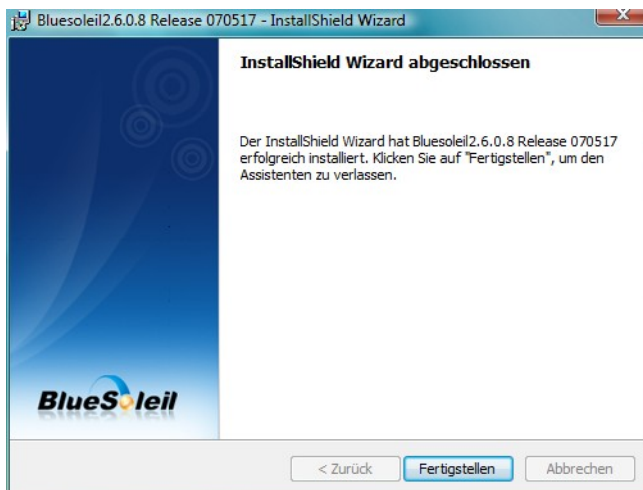 Bluesoleil2.6.0.8 Release 070517 - InstallShield Wizard
InstallShield Wizard abgeschlossen
Der InstallShield Wizard hat Bluesoleil2.6.0.8 Release 070517
erfolgreich installiert. Klicken Sie auf "Fertigstellen", um den
Assistenten zu verlassen.
BlueSoleil
< Zurück
Fertigstellen
Abbrechen